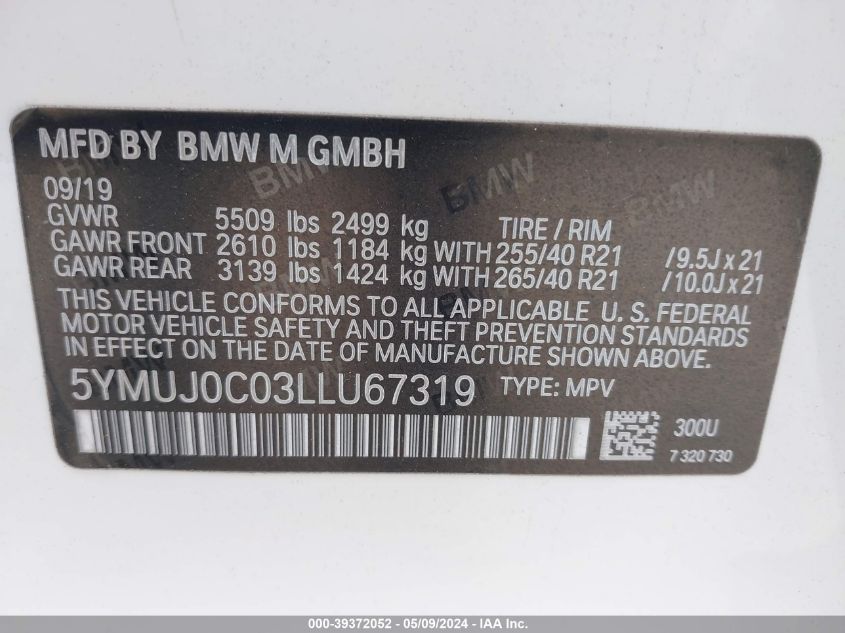 MFD BY BMW M GMBH
09/19
GVWR 5509 lbs 2499 kg TIRE / RIM
GAWR FRONT 2610 lbs 1184 kg WITH 255/40 R21 /9.5J x 21
GAWR REAR 3139 lbs 1424 kg WITH 265/40 R21 /10.0J x 21
THIS VEHICLE CONFORMS TO ALL APPLICABLE U. S. FEDERAL
MOTOR VEHICLE SAFETY AND THEFT PREVENTION STANDARDS
IN EFFECT ON THE DATE OF MANUFACTURE SHOWN ABOVE.
5YMUJ0C03LLU67319 TYPE: MPV
300U
7 320 730
000-39372052 - 05/09/2024 - IAA Inc.